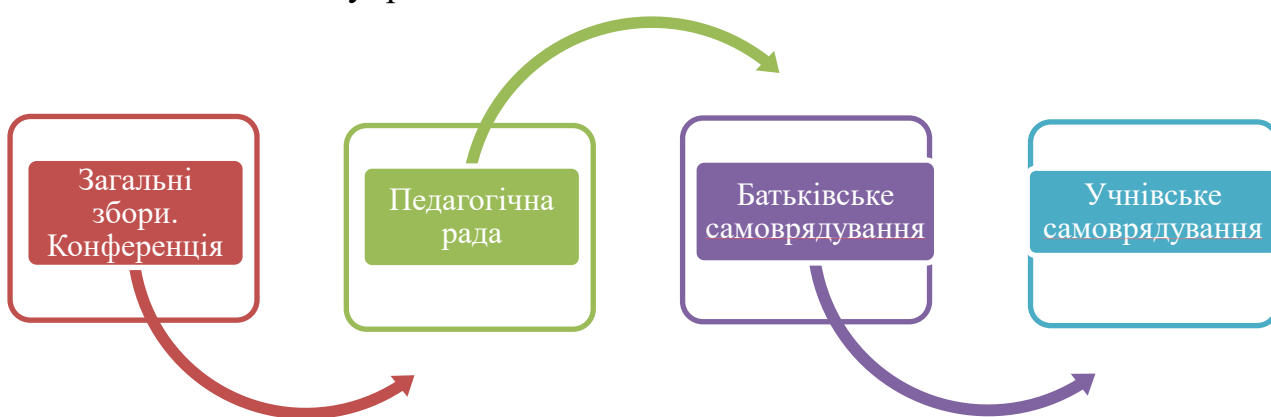 Загальні
збори.
Конференція
Педагогічна
рада
Батьківське
самоврядування
Учнівське
самоврядування